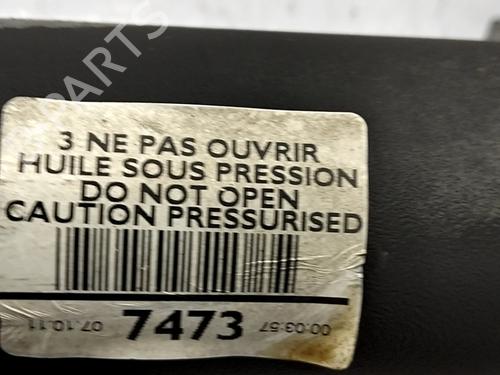 PARTS
3 NE PAS OUVRIR
HUILE SOUS PRESSION
DO NOT OPEN
CAUTION PRESSURISED
07.10.11 7473 00:03:57